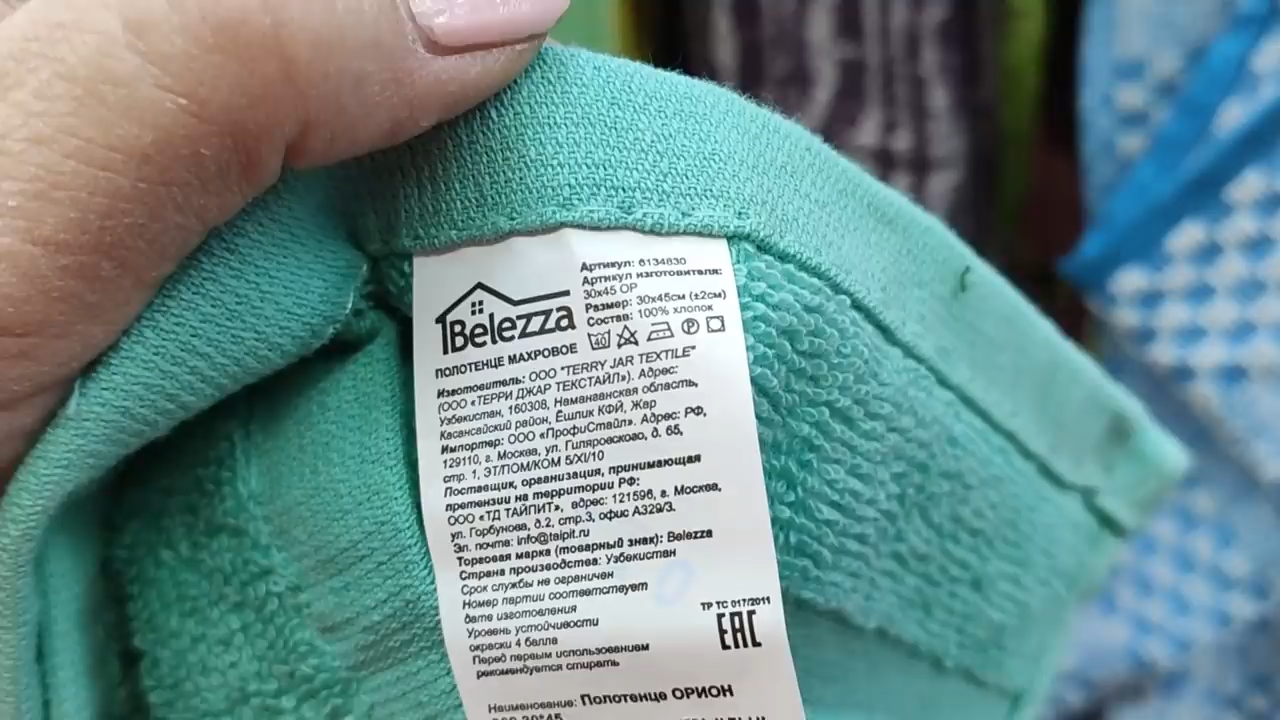 Артикул: 6134830
Артикул изготовителя:
30x45 ОР
Размер: 30x45см (±2см)
Состав: 100% хлопок
Belezza
40
P
ПОЛОТЕНЦЕ МАХРОВОЕ
Изготовитель: ООО "TERRY JAR TEXTILE"
(ООО «ТЕРРИ ДЖАР ТЕКСТАЙЛ»). Адрес:
Узбекистан, 160308, Наманганская область,
Касансайский район, Ёшлик КФЙ, Жар
Импортер: ООО «ПрофиСтайл». Адрес: РФ,
129110, г. Москва, ул. Гиляровского, д. 65,
стр. 1, ЭТ/ПОМ/КОМ 5/XI/10
Поставщик, организация, принимающая
претензии на территории РФ:
ООО «ТД ТАЙПИТ», адрес: 121596, г. Москва,
ул. Горбунова, д.2, стр.3, офис А329/3.
Эл. почта: info@taipit.ru
Торговая марка (товарный знак): Belezza
Страна производства: Узбекистан
Срок службы не ограничен
Номер партии соответствует
дате изготовления
Уровень устойчивости
окраски 4 балла
Перед первым использованием
рекомендуется стирать
ТР ТС 017/2011
EAC
Наименование: Полотенце ОРИОН